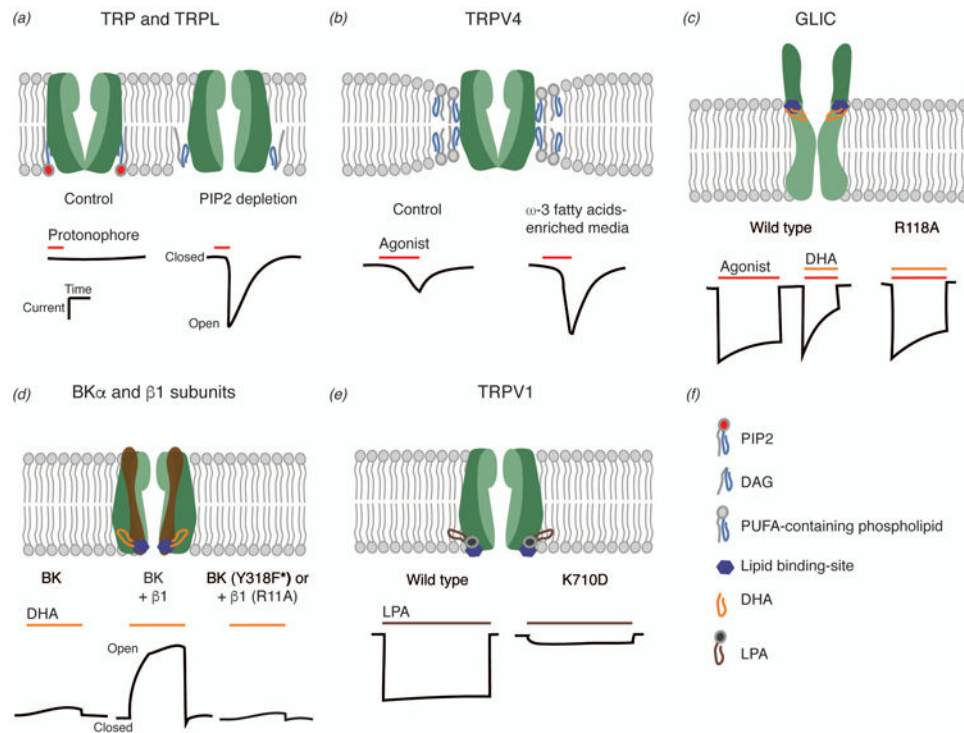 (a) TRP and TRPL
Control
PIP2 depletion
Protonophore
Time
Current
Closed
Open
(b) TRPV4
Control
ω-3 fatty acids-
enriched media
Agonist
(c) GLIC
Wild type
R118A
Agonist
DHA
(d) BKα and β1 subunits
BK
BK
+ β1
BK (Y318F*) or
+ β1 (R11A)
DHA
Open
Closed
(e) TRPV1
Wild type
K710D
LPA
(f)
PIP2
DAG
PUFA-containing phospholipid
Lipid binding-site
DHA
LPA